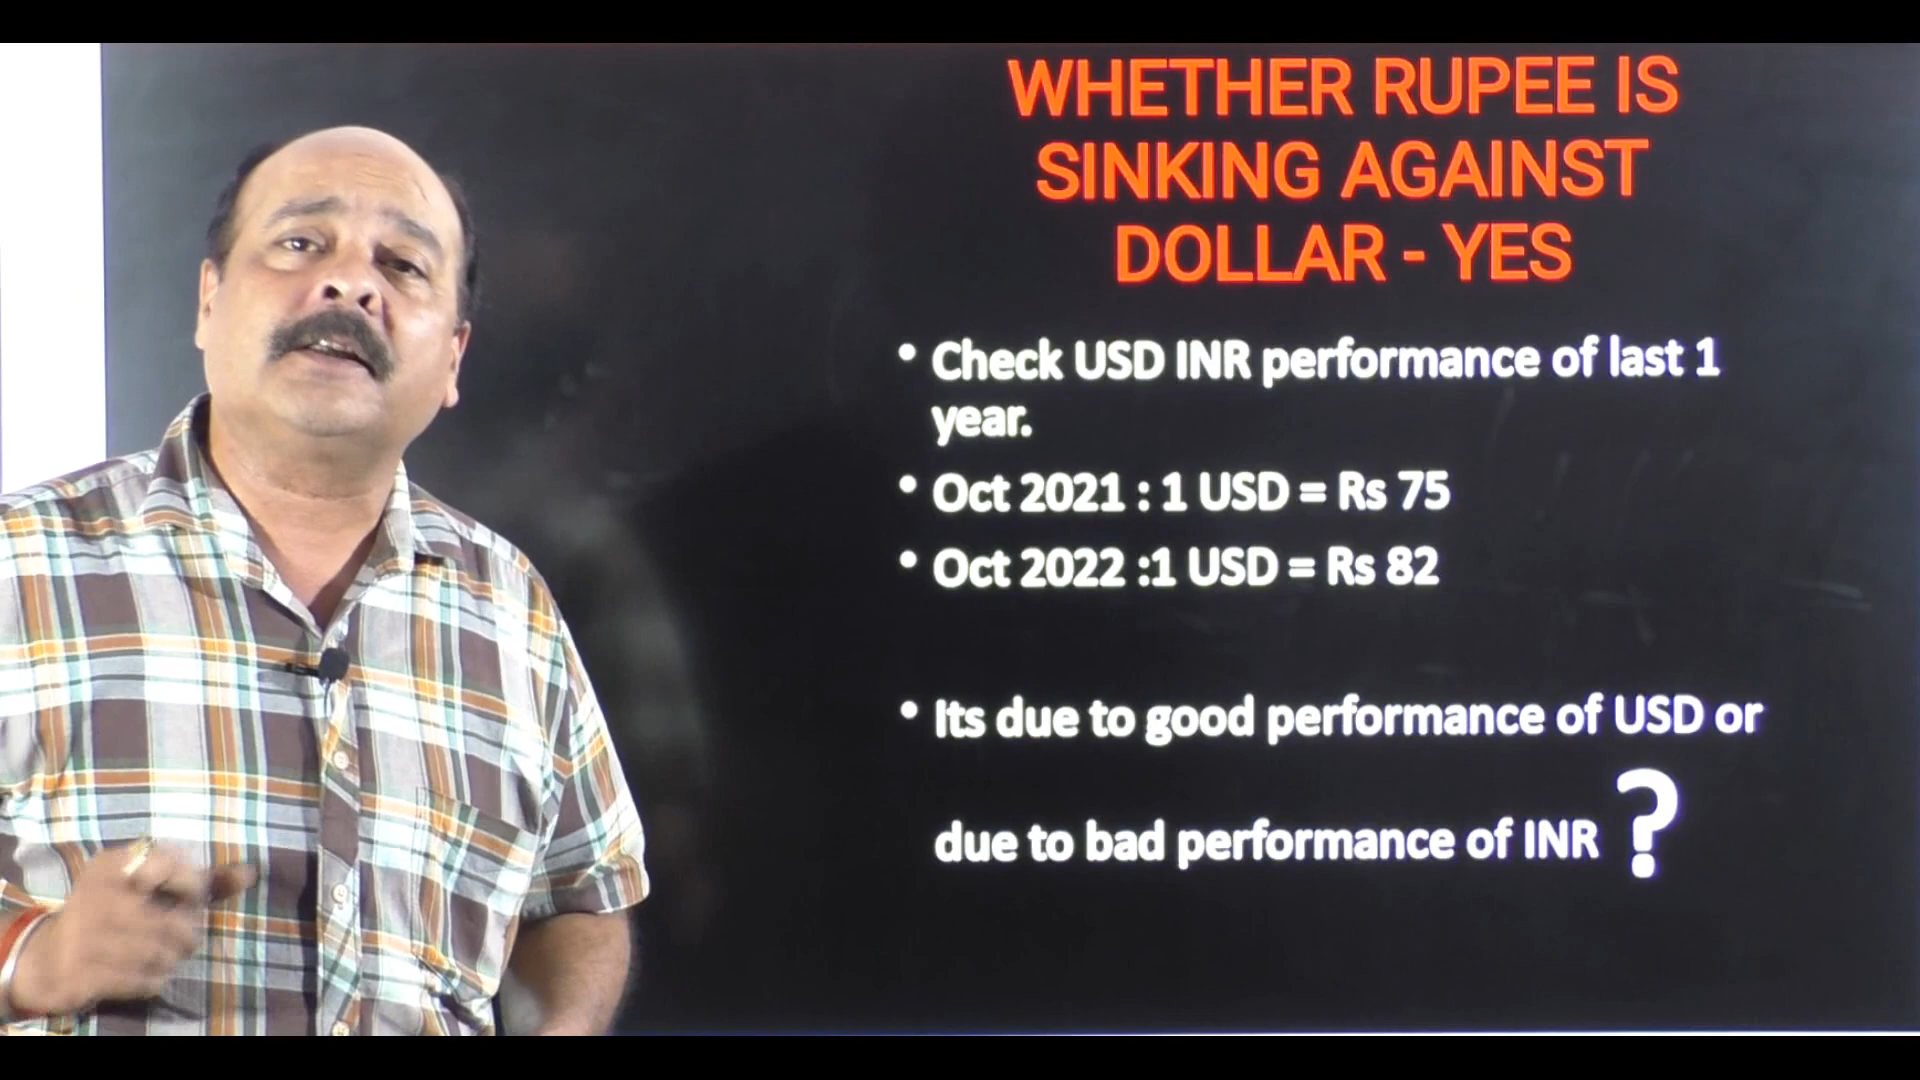 WHETHER RUPEE IS
SINKING AGAINST
DOLLAR - YES
• Check USD INR performance of last 1
year.
• Oct 2021 : 1 USD = Rs 75
• Oct 2022 :1 USD = Rs 82
• Its due to good performance of USD or
due to bad performance of INR ?